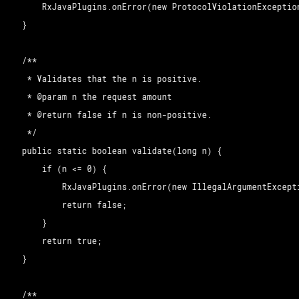 RxJavaPlugins.onError(new ProtocolViolationException
}
/**
* Validates that the n is positive.
* @param n the request amount
* @return false if n is non-positive.
*/
public static boolean validate(long n) {
if (n <= 0) {
RxJavaPlugins.onError(new IllegalArgumentExcepti
return false;
}
return true;
}
/**